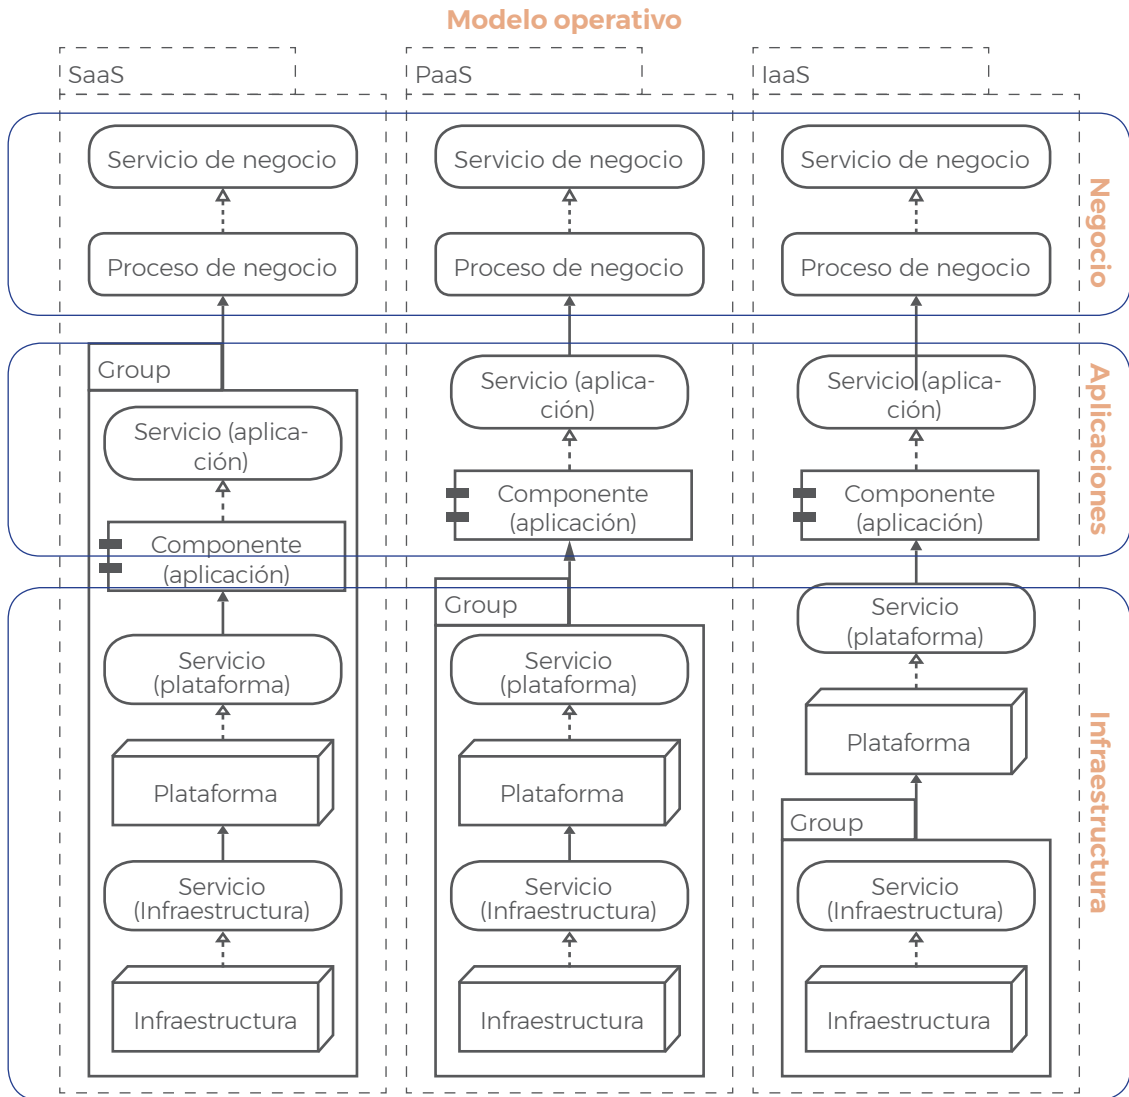 Modelo operativo
SaaS
Servicio de negocio
Proceso de negocio
Group
Servicio (aplica-
ción)
Componente
(aplicación)
Servicio
(plataforma)
Plataforma
Servicio
(Infraestructura)
Infraestructura
PaaS
Servicio de negocio
Proceso de negocio
Servicio (aplica-
ción)
Componente
(aplicación)
Group
Servicio
(plataforma)
Plataforma
Servicio
(Infraestructura)
Infraestructura
IaaS
Servicio de negocio
Proceso de negocio
Servicio (aplica-
ción)
Componente
(aplicación)
Servicio
(plataforma)
Plataforma
Group
Servicio
(Infraestructura)
Infraestructura
Negocio
Aplicaciones
Infraestructura